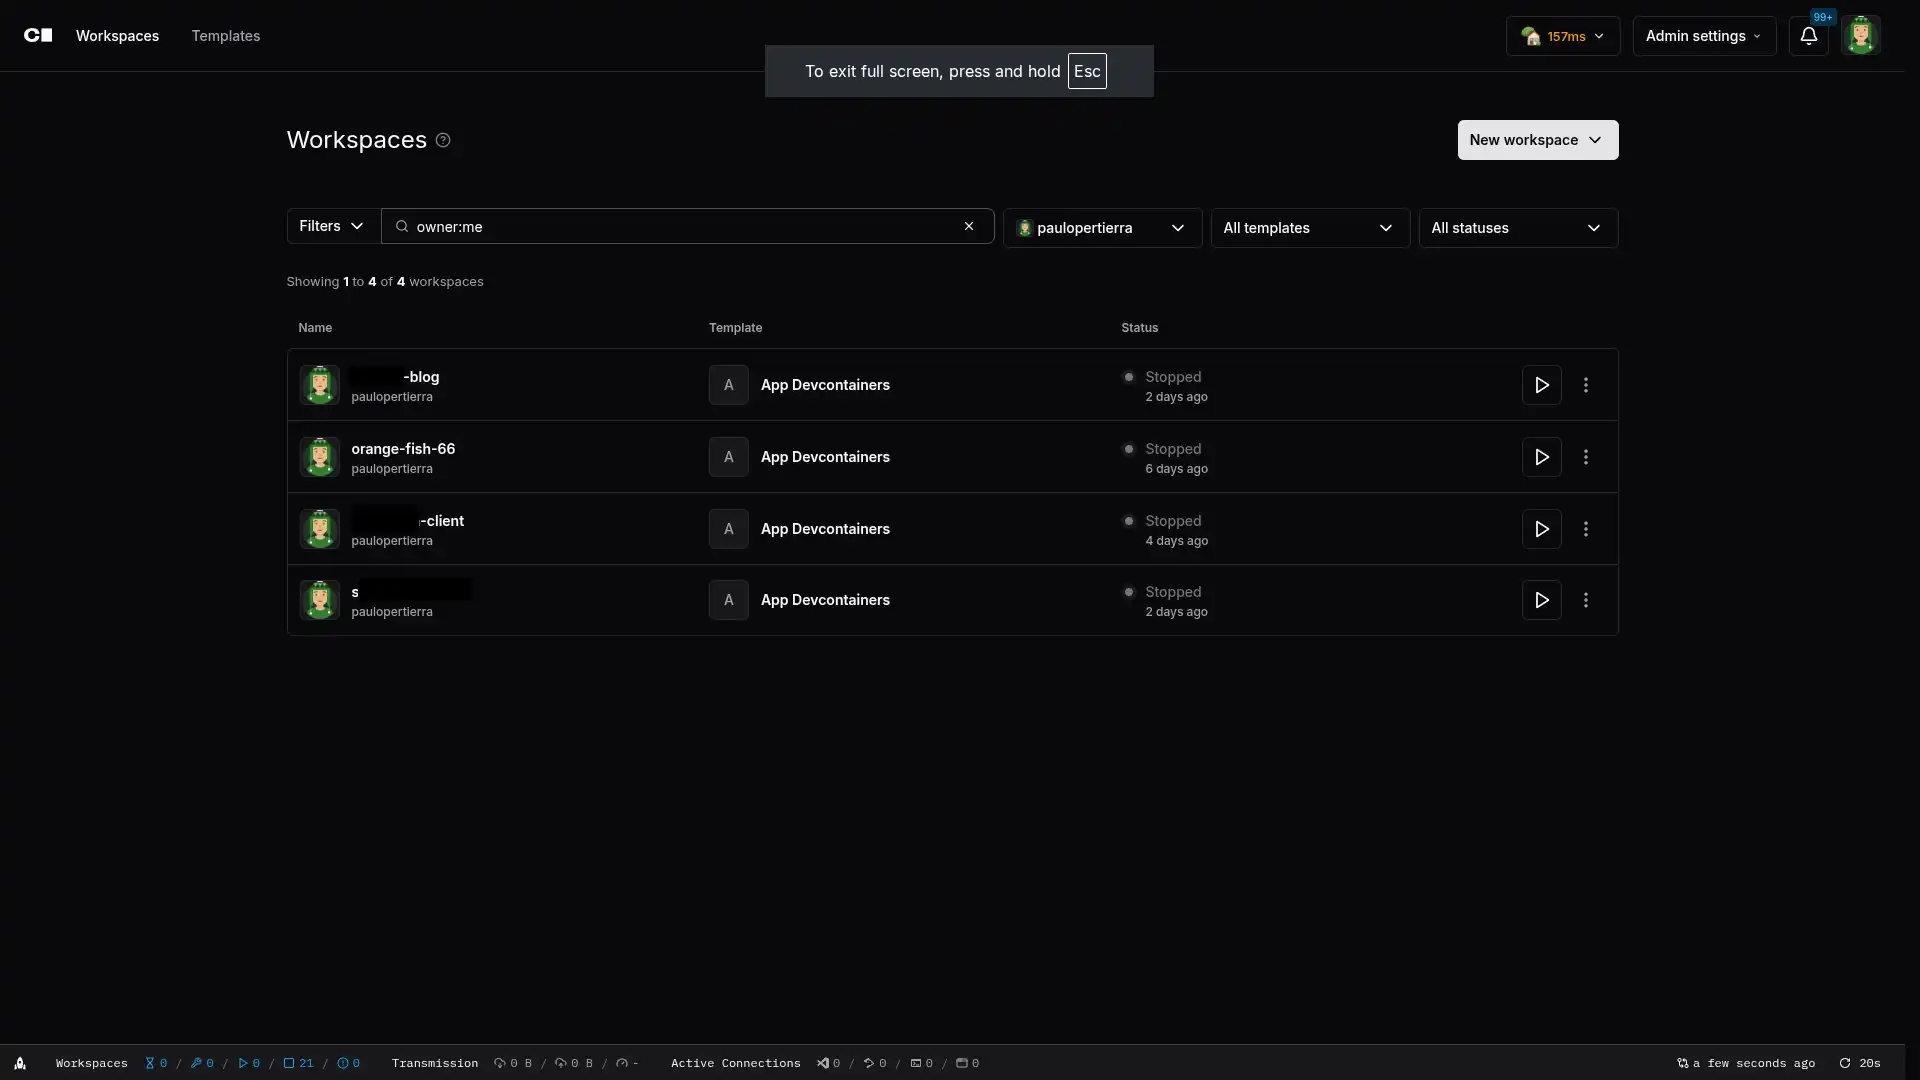 Workspaces
Templates
157ms
Admin settings
99+
To exit full screen, press and hold Esc
Workspaces
New workspace
Filters
owner:me
paulopertierra
All templates
All statuses
Showing 1 to 4 of 4 workspaces
Name Template Status
-blog
paulopertierra
A App Devcontainers
Stopped
2 days ago
orange-fish-66
paulopertierra
A App Devcontainers
Stopped
6 days ago
-client
paulopertierra
A App Devcontainers
Stopped
4 days ago
s
paulopertierra
A App Devcontainers
Stopped
2 days ago
Workspaces 0 / 0 / 0 / 21 / 0 Transmission 0 B / 0 B / - Active Connections 0 / 0 / 0 / 0 a few seconds ago 20s